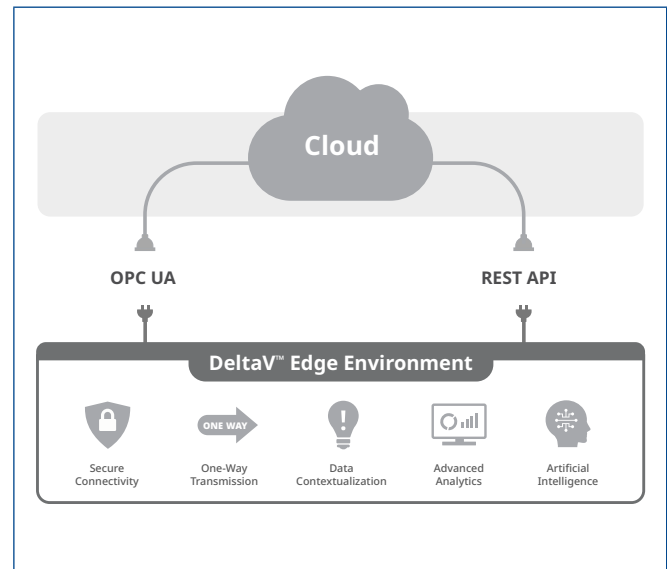 Cloud
OPC UA
REST API
DeltaV™ Edge Environment
ONE WAY
Secure
Connectivity
One-Way
Transmission
Data
Contextualization
Advanced
Analytics
Artificial
Intelligence